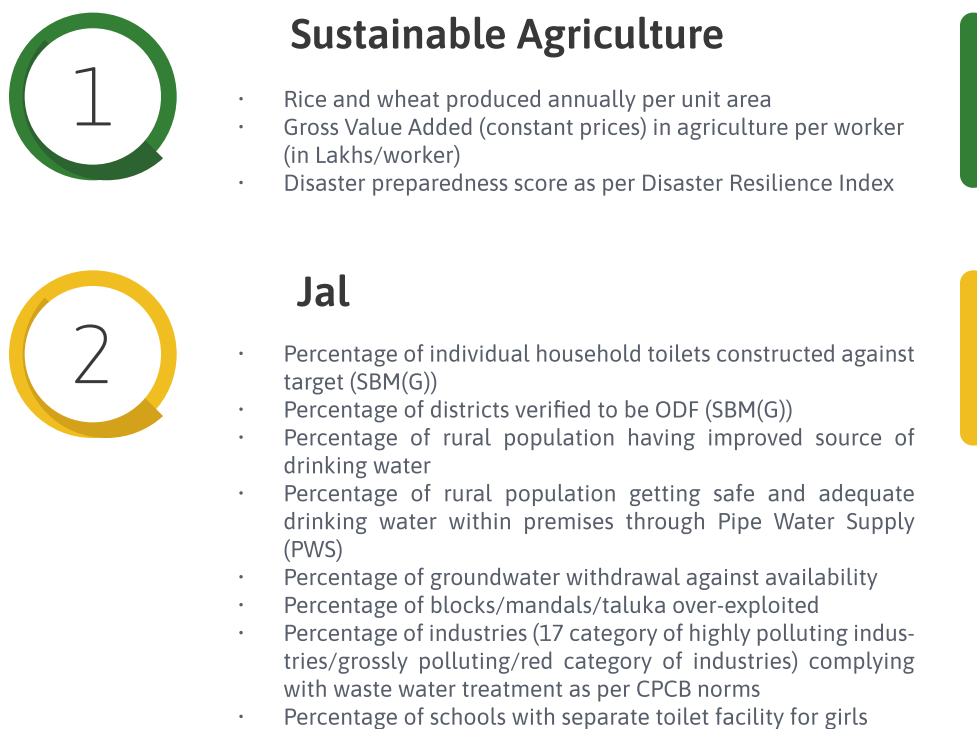 1
Sustainable Agriculture
· Rice and wheat produced annually per unit area
· Gross Value Added (constant prices) in agriculture per worker
(in Lakhs/worker)
· Disaster preparedness score as per Disaster Resilience Index
2
Jal
· Percentage of individual household toilets constructed against
target (SBM(G))
· Percentage of districts verified to be ODF (SBM(G))
· Percentage of rural population having improved source of
drinking water
· Percentage of rural population getting safe and adequate
drinking water within premises through Pipe Water Supply
(PWS)
· Percentage of groundwater withdrawal against availability
· Percentage of blocks/mandals/taluka over-exploited
· Percentage of industries (17 category of highly polluting indus-
tries/grossly polluting/red category of industries) complying
with waste water treatment as per CPCB norms
· Percentage of schools with separate toilet facility for girls